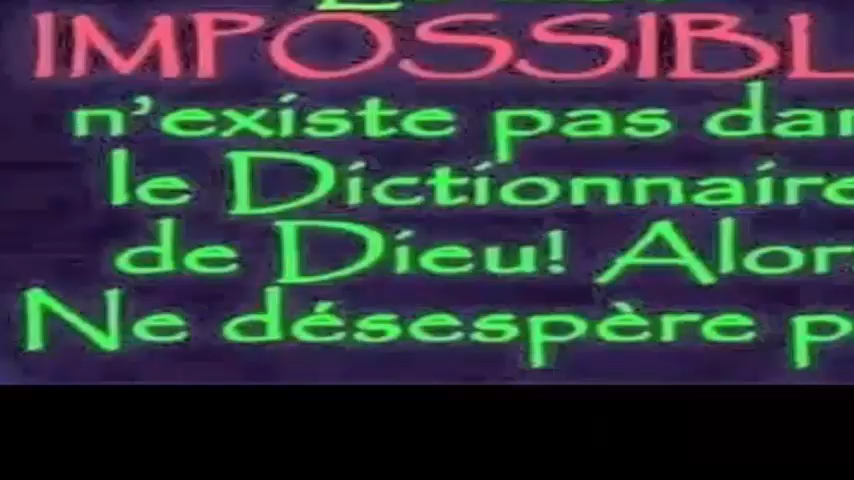 IMPOSSIBL
n'existe pas dan
le Dictionnaire
de Dieu! Alor
Ne désespère p